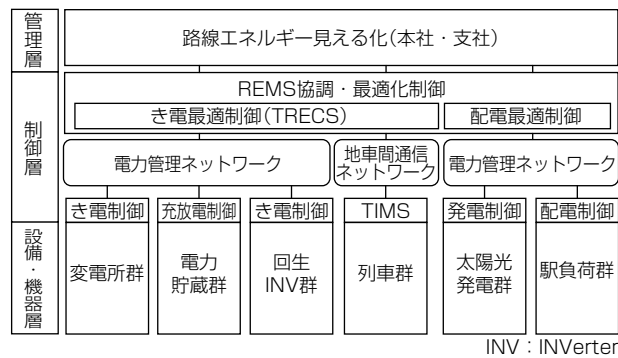 管理層
路線エネルギー見える化(本社・支社)
制御層
REMS協調・最適化制御
き電最適制御(TRECS)
配電最適制御
電力管理ネットワーク
地車間通信
ネットワーク
電力管理ネットワーク
き電制御
充放電制御
き電制御
TIMS
発電制御
配電制御
設備・機器層
変電所群
電力
貯蔵群
回生
INV群
列車群
太陽光
発電群
駅負荷群
INV：INVerter